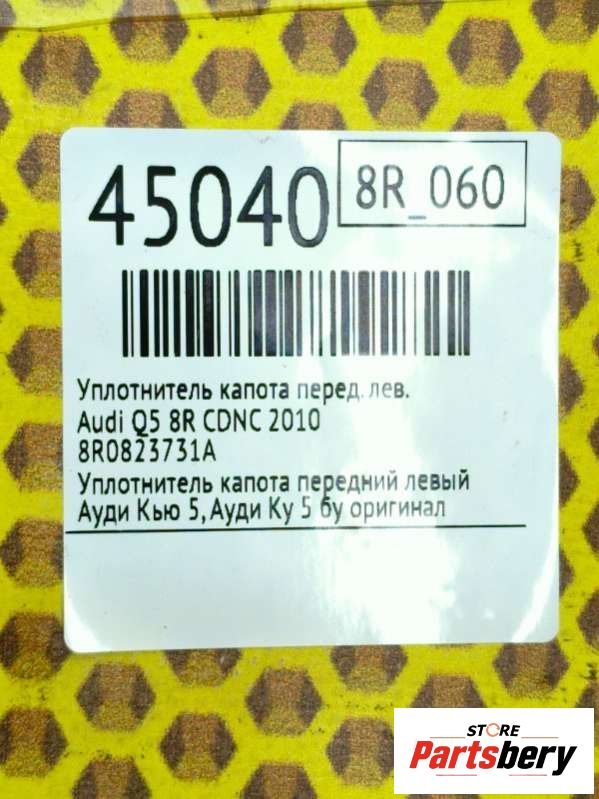 45040
8R_060
Уплотнитель капота перед. лев.
Audi Q5 8R CDNC 2010
8R0823731A
Уплотнитель капота передний левый
Ауди Кью 5, Ауди Ку 5 бу оригинал
STORE
Partsbery